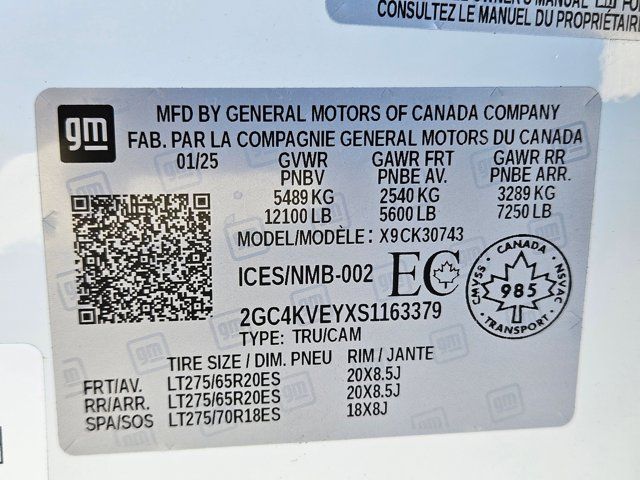 CONSULTEZ LE MANUEL DU PROPRIÉTAIRE
gm
MFD BY GENERAL MOTORS OF CANADA COMPANY
FAB. PAR LA COMPAGNIE GENERAL MOTORS DU CANADA
01/25 GVWR GAWR FRT GAWR RR
PNBV PNBE AV. PNBE ARR.
5489 KG 2540 KG 3289 KG
12100 LB 5600 LB 7250 LB
MODEL/MODÈLE: X9CK30743
ICES/NMB-002 EC
CANADA
CMVSS NSVAC
985
TRANSPORT
2GC4KVEYXS1163379
TYPE: TRU/CAM
TIRE SIZE / DIM. PNEU RIM / JANTE
FRT/AV. LT275/65R20ES 20X8.5J
RR/ARR. LT275/65R20ES 20X8.5J
SPA/SOS LT275/70R18ES 18X8J